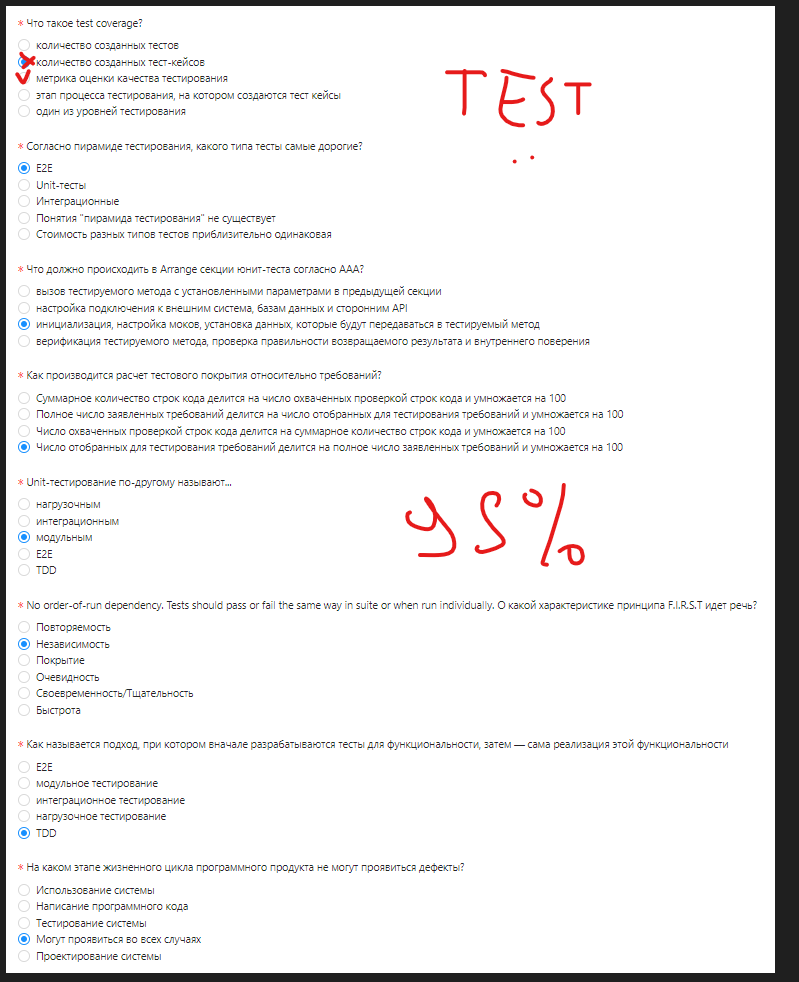 * Что такое test coverage?
количество созданных тестов
количество созданных тест-кейсов
метрика оценки качества тестирования
этап процесса тестирования, на котором создаются тест кейсы
один из уровней тестирования
TEST
* Согласно пирамиде тестирования, какого типа тесты самые дорогие?
E2E
Unit-тесты
Интеграционные
Понятия "пирамида тестирования" не существует
Стоимость разных типов тестов приблизительно одинаковая
* Что должно происходить в Arrange секции юнит-теста согласно AAA?
вызов тестируемого метода с установленными параметрами в предыдущей секции
настройка подключения к внешним система, базам данных и сторонним API
инициализация, настройка моков, установка данных, которые будут передаваться в тестируемый метод
верификация тестируемого метода, проверка правильности возвращаемого результата и внутреннего поверения
* Как производится расчет тестового покрытия относительно требований?
Суммарное количество строк кода делится на число охваченных проверкой строк кода и умножается на 100
Полное число заявленных требований делится на число отобранных для тестирования требований и умножается на 100
Число охваченных проверкой строк кода делится на суммарное количество строк кода и умножается на 100
Число отобранных для тестирования требований делится на полное число заявленных требований и умножается на 100
* Unit-тестирование по-другому называют...
нагрузочным
интеграционным
модульным
E2E
TDD
95%
* No order-of-run dependency. Tests should pass or fail the same way in suite or when run individually. О какой характеристике принципа F.I.R.S.T идет речь?
Повторяемость
Независимость
Покрытие
Очевидность
Своевременность/Тщательность
Быстрота
* Как называется подход, при котором вначале разрабатываются тесты для функциональности, затем — сама реализация этой функциональности
E2E
модульное тестирование
интеграционное тестирование
нагрузочное тестирование
TDD
* На каком этапе жизненного цикла программного продукта не могут проявиться дефекты?
Использование системы
Написание программного кода
Тестирование системы
Могут проявиться во всех случаях
Проектирование системы